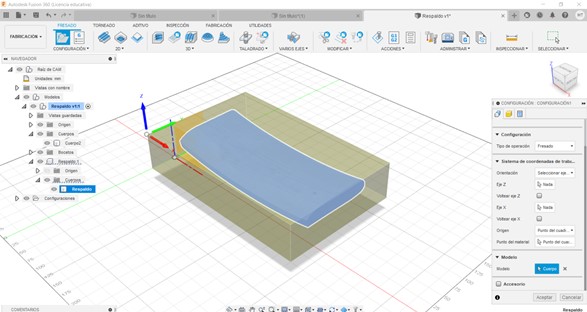 Autodesk Fusion 360 (Licencia educativa)
Sin título*
Sin título*(1)
Respaldo v1*
FRESADO
TORNEADO
ADITIVO
INSPECCIÓN
FABRICACIÓN
UTILIDADES
FABRICACIÓN
CONFIGURACIÓN
2D
3D
TALADRADO
VARIOS EJES
MODIFICAR
ACCIONES
ADMINISTRAR
INSPECCIONAR
SELECCIONAR
NAVEGADOR
Raíz de CAM
Unidades: mm
Vistas con nombre
Modelos
Respaldo v1:1
Vistas guardadas
Origen
Cuerpos
Cuerpo2
Bocetos
Respaldo:1
Origen
Cuerpos
Respaldo
Configuraciones
Z
CONFIGURACIÓN : CONFIGURACIÓN1
Configuración
Tipo de operación
Fresado
Sistema de coordenadas de traba...
Orientación
Seleccionar eje...
Eje Z
Nada
Voltear eje Z
Eje X
Nada
Voltear eje X
Origen
Punto del cuad...
Punto del material
Punto cua...
Modelo
Modelo
Cuerpo
Accesorio
Aceptar
Cancelar
COMENTARIOS
Respaldo